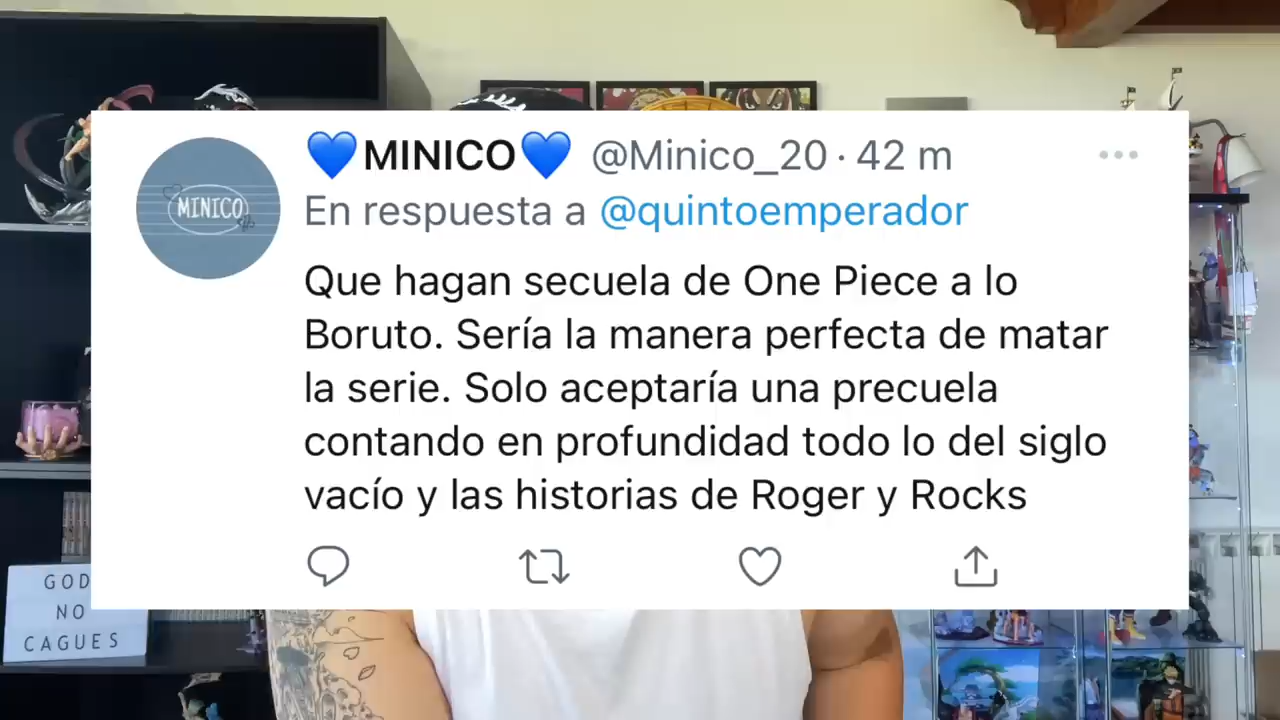 💙MINICO💙 @Minico_20 · 42 m
MINICO
En respuesta a @quintoemperador
Que hagan secuela de One Piece a lo
Boruto. Sería la manera perfecta de matar
la serie. Solo aceptaría una precuela
contando en profundidad todo lo del siglo
vacío y las historias de Roger y Rocks
GOD
NO
CAGUES